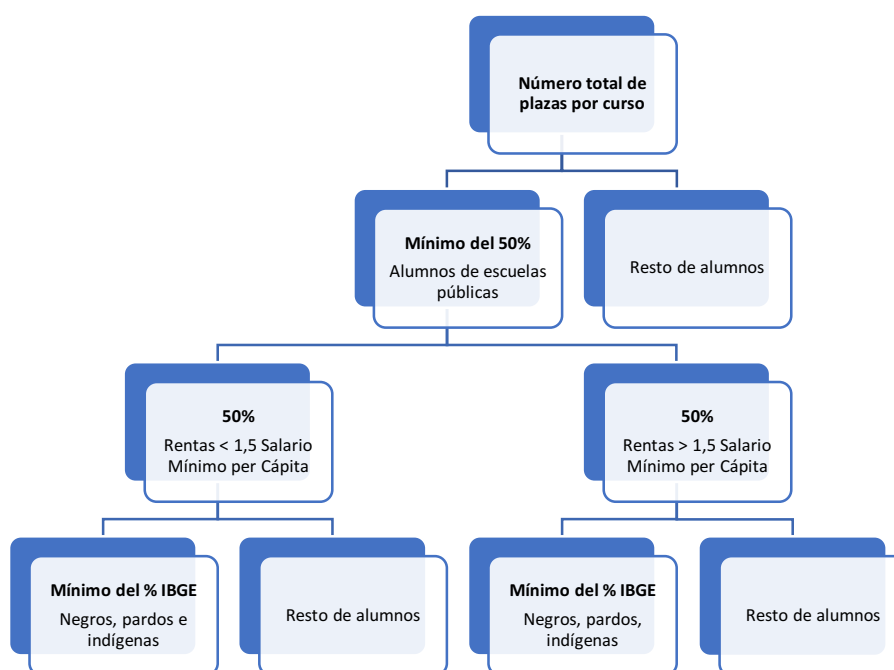 Número total de
plazas por curso
Mínimo del 50%
Alumnos de escuelas
públicas
Resto de alumnos
50%
Rentas < 1,5 Salario
Mínimo per Cápita
50%
Rentas > 1,5 Salario
Mínimo per Cápita
Mínimo del % IBGE
Negros, pardos e
indígenas
Resto de alumnos
Mínimo del % IBGE
Negros, pardos,
indígenas
Resto de alumnos